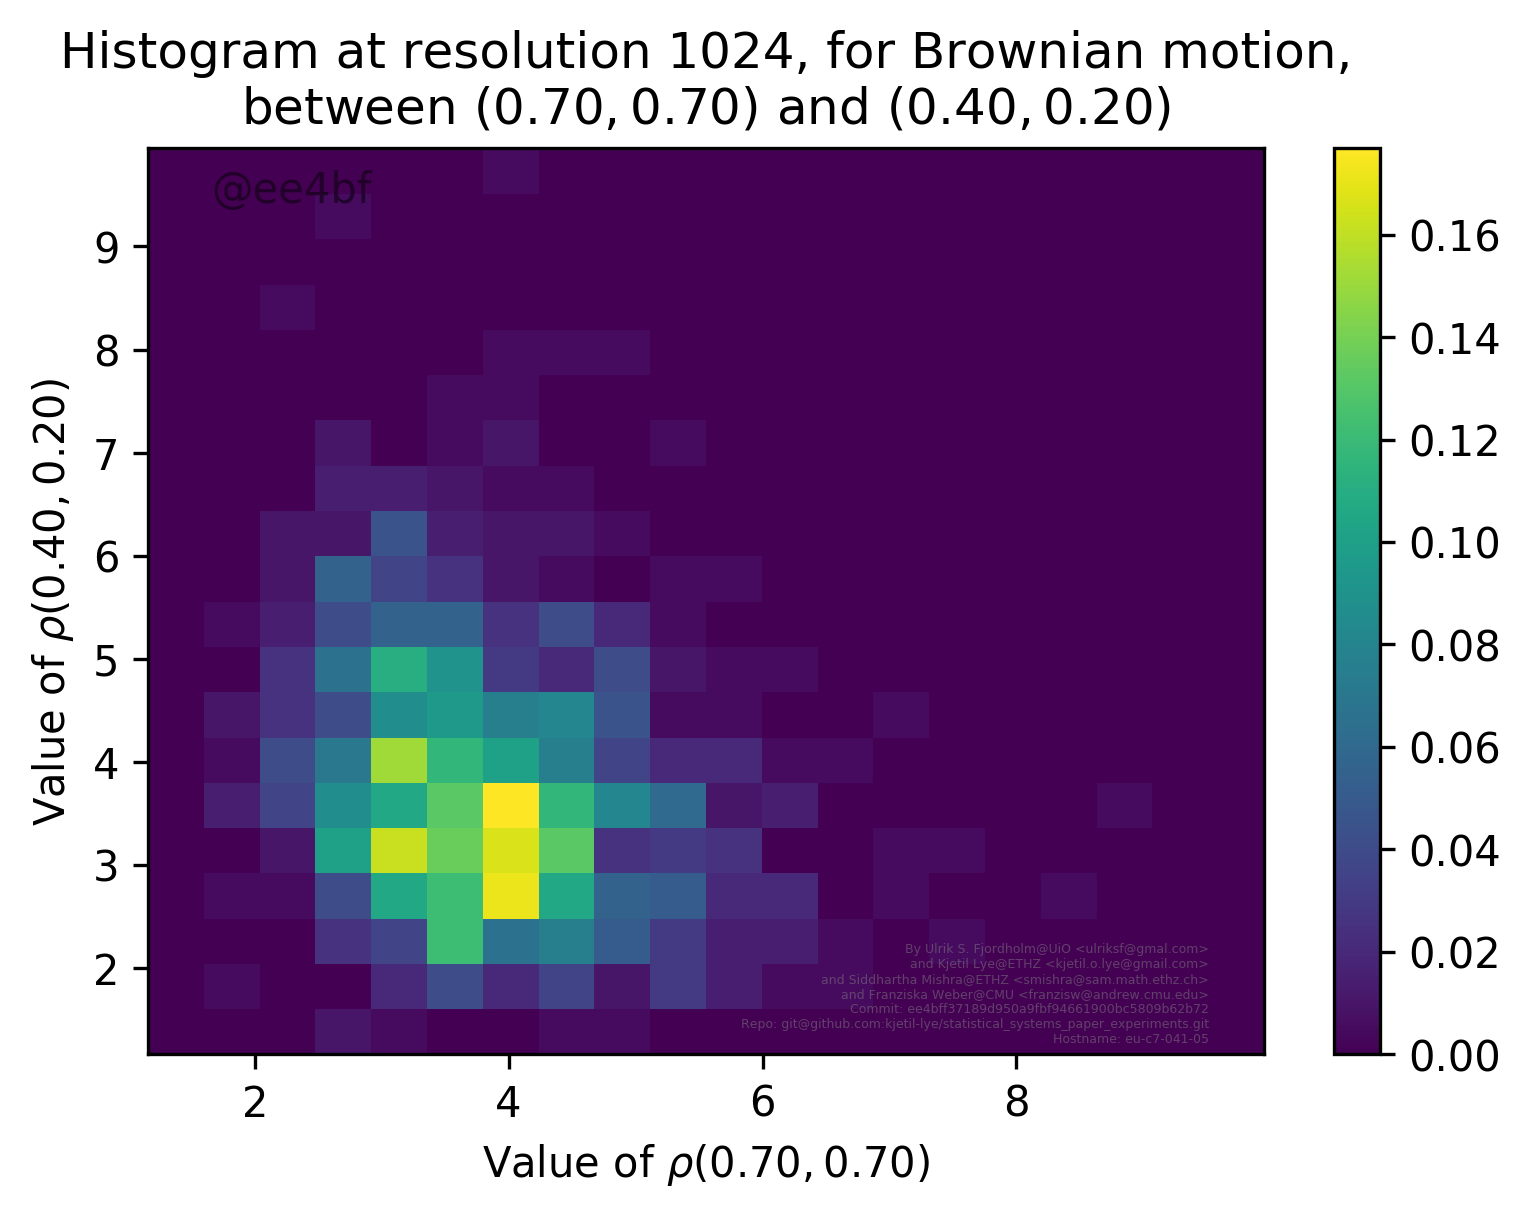 Histogram at resolution 1024, for Brownian motion,
between (0.70, 0.70) and (0.40, 0.20)
@ee4bf
9
8
7
6
5
4
3
2
Value of ρ(0.40, 0.20)
2 4 6 8
Value of ρ(0.70, 0.70)
0.16
0.14
0.12
0.10
0.08
0.06
0.04
0.02
0.00
By Ulrik S. Fjordholm@UiO <ulriksf@gmal.com>
and Kjetil Lye@ETHZ <kjetil.o.lye@gmail.com>
and Siddhartha Mishra@ETHZ <smishra@sam.math.ethz.ch>
and Franziska Weber@CMU <franzisw@andrew.cmu.edu>
Commit: ee4bff37189d950a9fbf94661900bc5809b62b72
Repo: git@github.com:kjetil-lye/statistical_systems_paper_experiments.git
Hostname: eu-c7-041-05